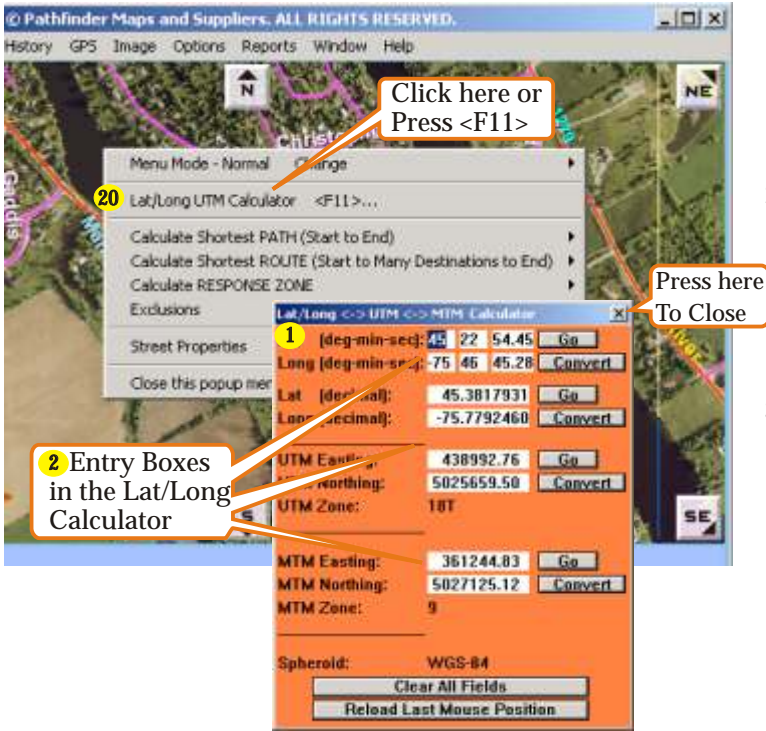 © Pathfinder Maps and Suppliers. ALL RIGHTS RESERVED.
History GPS Image Options Reports Window Help
N
NE
Click here or
Press <F11>
Menu Mode - Normal Change
20 Lat/Long UTM Calculator <F11>...
Calculate Shortest PATH (Start to End)
Calculate Shortest ROUTE (Start to Many Destinations to End)
Calculate RESPONSE ZONE
Exclusions
Street Properties
Close this popup men
Press here
To Close
Lat/Long <-> UTM <-> MTM Calculator
1 (deg-min-sec): 45 22 54.45 Go
Long (deg-min-sec): -75 46 45.28 Convert
Lat (decimal): 45.3817931 Go
Long (decimal): -75.7792460 Convert
2 Entry Boxes
in the Lat/Long
Calculator
UTM Easting: 438992.76 Go
Northing: 5025659.50 Convert
UTM Zone: 18T
S
SE
MTM Easting: 361244.83 Go
MTM Northing: 5027125.12 Convert
MTM Zone: 9
Spheroid: WGS-84
Clear All Fields
Reload Last Mouse Position